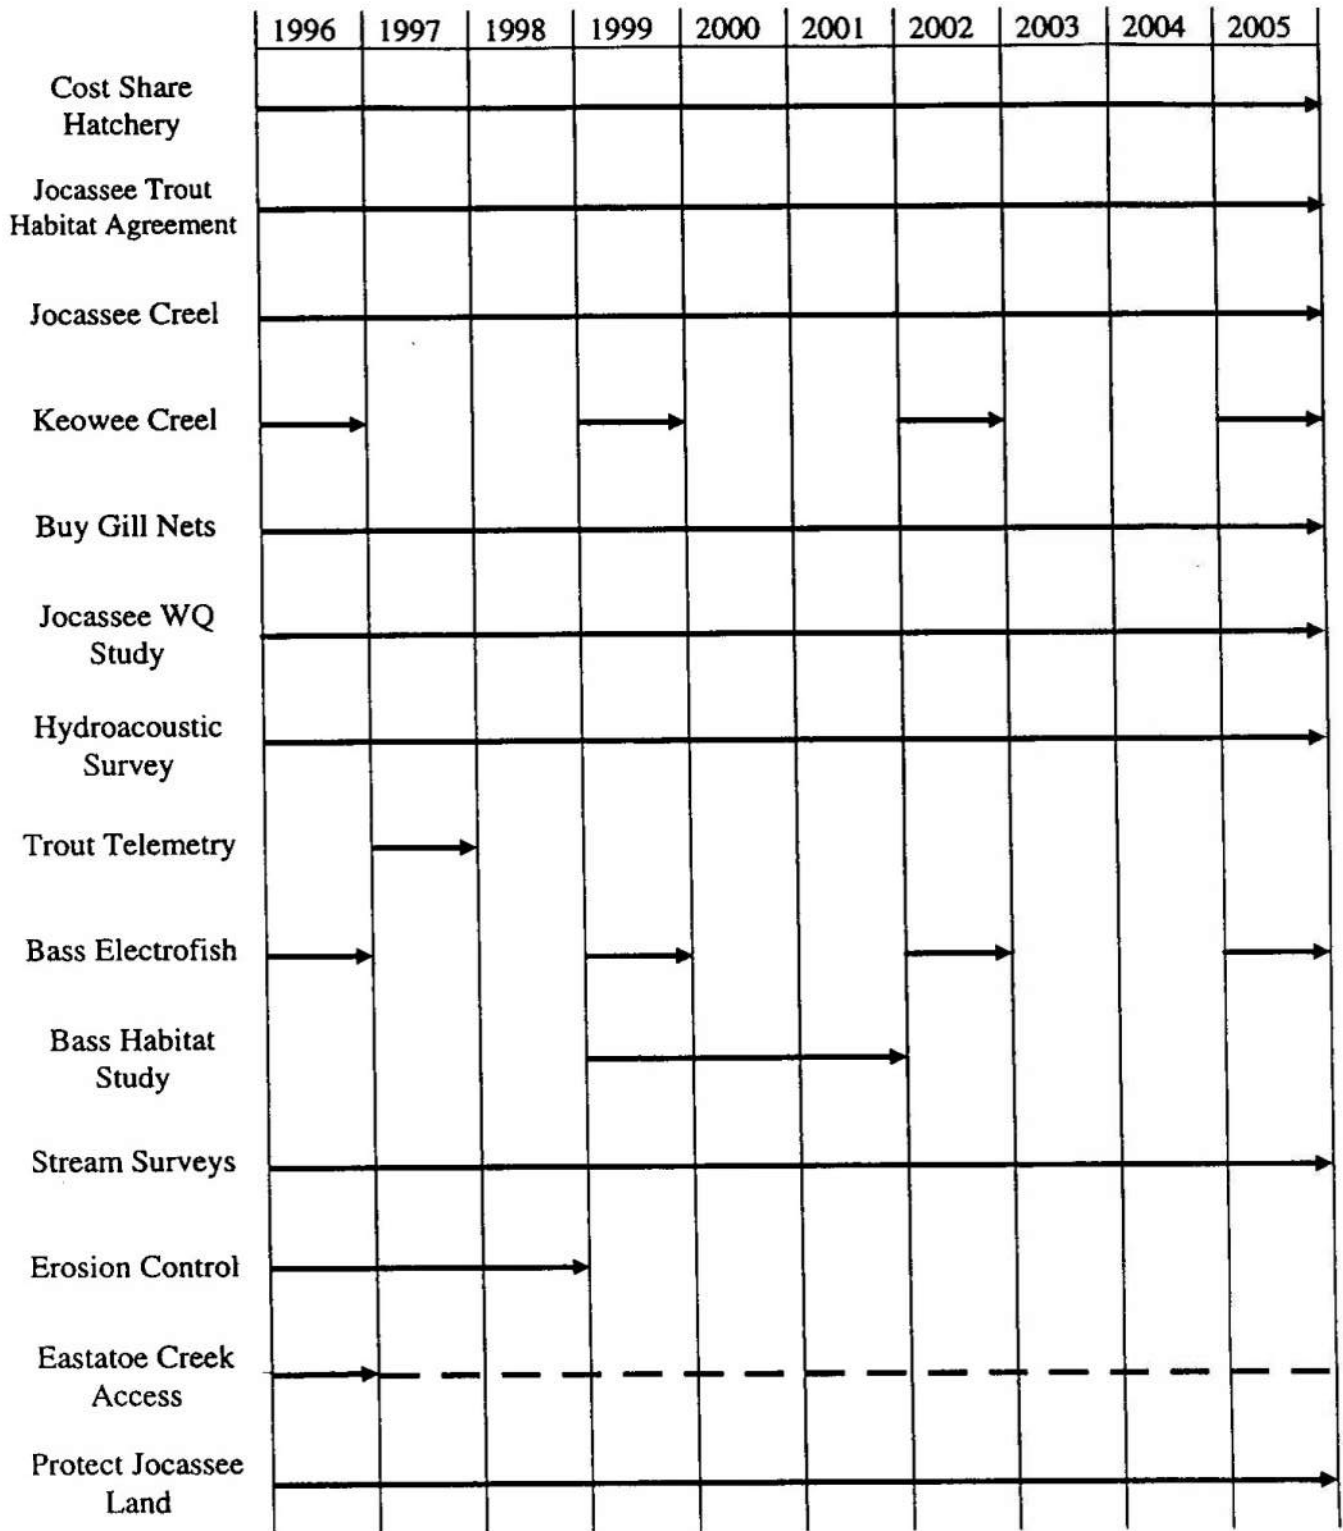 1996 1997 1998 1999 2000 2001 2002 2003 2004 2005
Cost Share
Hatchery
Jocassee Trout
Habitat Agreement
Jocassee Creel
Keowee Creel
Buy Gill Nets
Jocassee WQ
Study
Hydroacoustic
Survey
Trout Telemetry
Bass Electrofish
Bass Habitat
Study
Stream Surveys
Erosion Control
Eastatoe Creek
Access
Protect Jocassee
Land